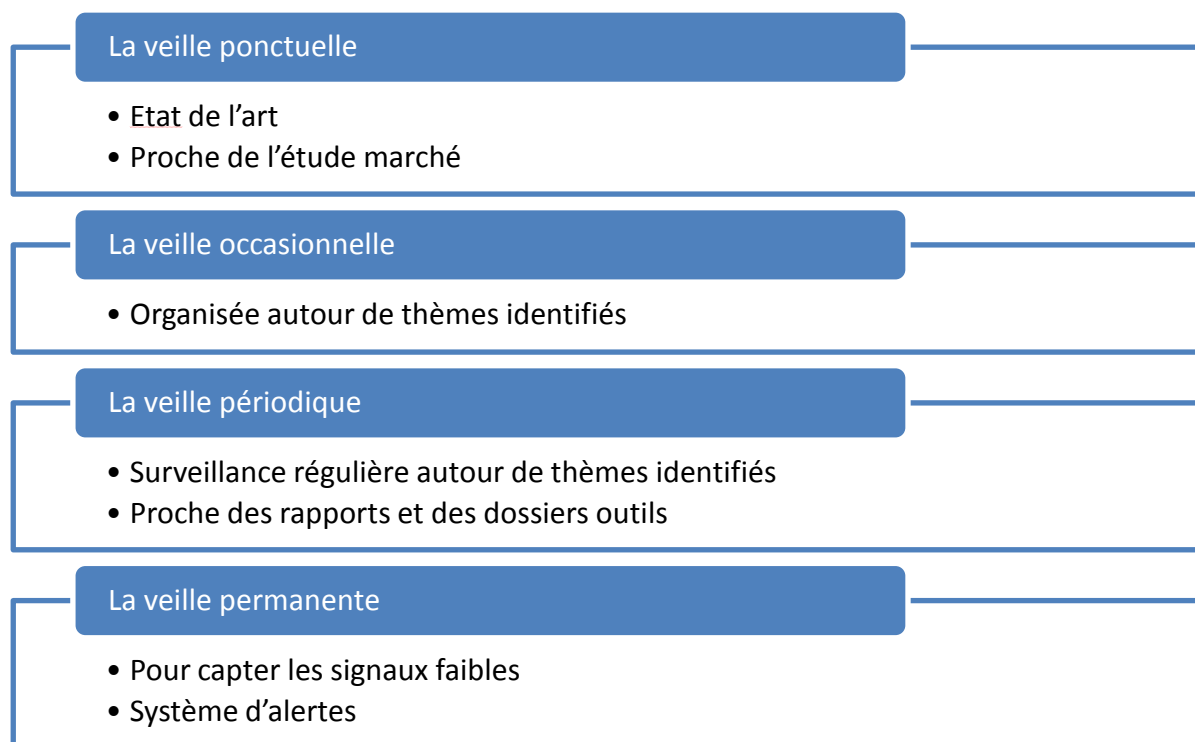 La veille ponctuelle
• Etat de l’art
• Proche de l’étude marché
La veille occasionnelle
• Organisée autour de thèmes identifiés
La veille périodique
• Surveillance régulière autour de thèmes identifiés
• Proche des rapports et des dossiers outils
La veille permanente
• Pour capter les signaux faibles
• Système d’alertes